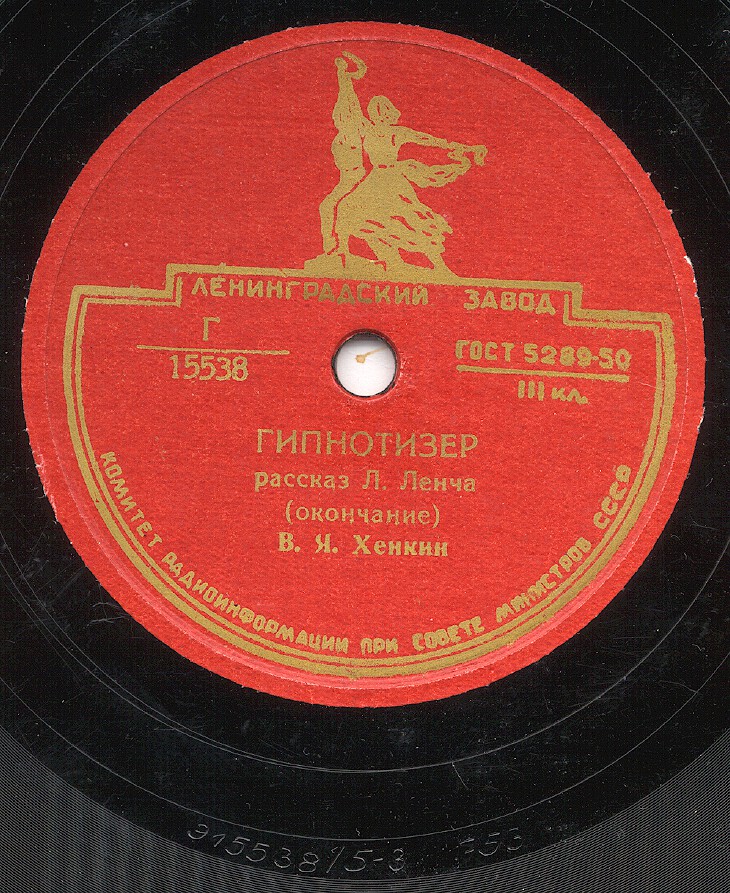 ЛЕНИНГРАДСКИЙ ЗАВОД
Г
15538
ГОСТ 5289-50
III кл.
ГИПНОТИЗЕР
рассказ Л. Ленча
(окончание)
В. Я. Хенкин
КОМИТЕТ РАДИОИНФОРМАЦИИ ПРИ СОВЕТЕ МИНИСТРОВ СССР